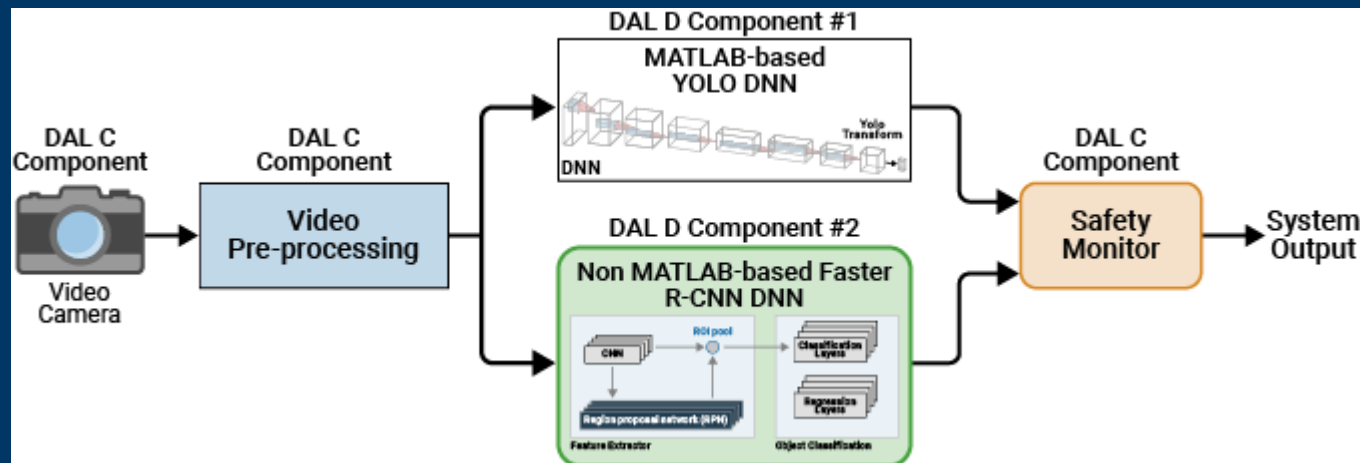 DAL D Component #1
MATLAB-based
YOLO DNN
Yolo
Transform
DNN
DAL C
Component
Video
Camera
DAL C
Component
Video
Pre-processing
DAL D Component #2
Non MATLAB-based Faster
R-CNN DNN
ROI pool
CNN
Region proposal network (RPN)
Feature Extractor
Classification
Layers
Regression
Layers
Object Classification
DAL C
Component
Safety
Monitor
System
Output